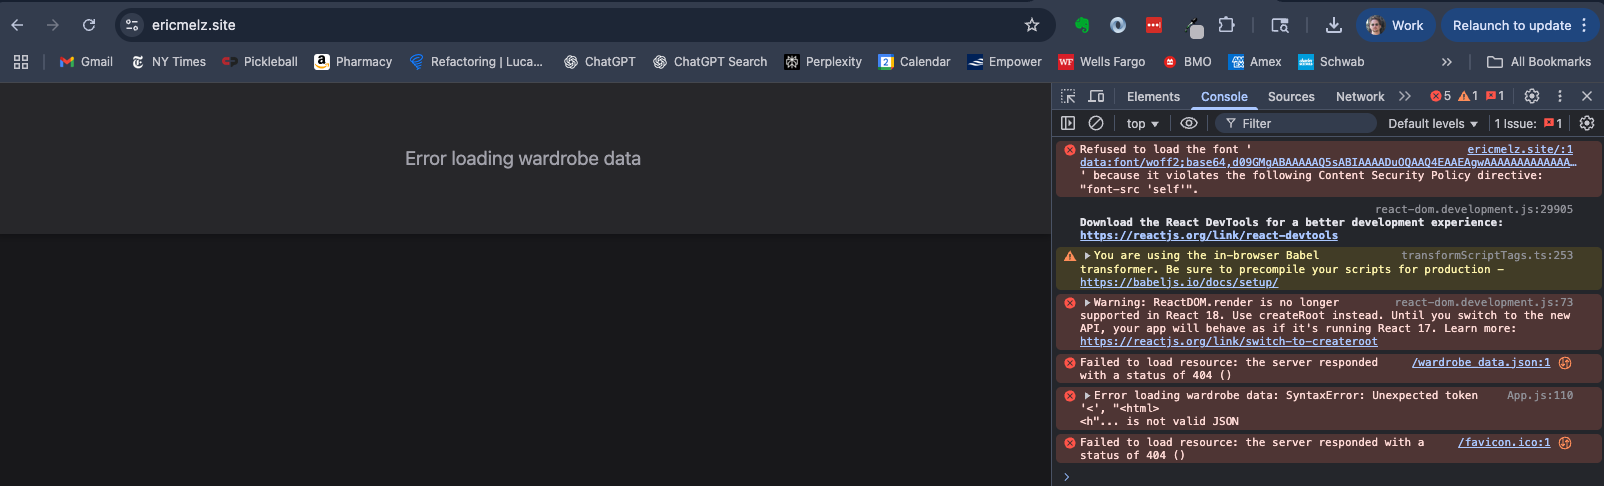 ericmelz.site
Work
Relaunch to update
Gmail
NY Times
Pickleball
Pharmacy
Refactoring | Luca...
ChatGPT
ChatGPT Search
Perplexity
Calendar
Empower
Wells Fargo
BMO
Amex
Schwab
»
All Bookmarks
Error loading wardrobe data
Elements
Console
Sources
Network
5
1
1
top
Filter
Default levels
1 Issue:
1
Refused to load the font '
ericmelz.site/:1
data:font/woff2;base64,d09GMgABAAAAAQ5sABIAAAADuOQAAQ4EAAEAgwAAAAAAAAAAAAA…
' because it violates the following Content Security Policy directive:
"font-src 'self'".
react-dom.development.js:29905
Download the React DevTools for a better development experience:
https://reactjs.org/link/react-devtools
You are using the in-browser Babel
transformScriptTags.ts:253
transformer. Be sure to precompile your scripts for production –
https://babeljs.io/docs/setup/
Warning: ReactDOM.render is no longer
react-dom.development.js:73
supported in React 18. Use createRoot instead. Until you switch to the new
API, your app will behave as if it's running React 17. Learn more:
https://reactjs.org/link/switch-to-createroot
Failed to load resource: the server responded
/wardrobe_data.json:1
with a status of 404 ()
Error loading wardrobe data: SyntaxError: Unexpected token
App.js:110
'<', "<html>
<h"... is not valid JSON
Failed to load resource: the server responded with a
/favicon.ico:1
status of 404 ()